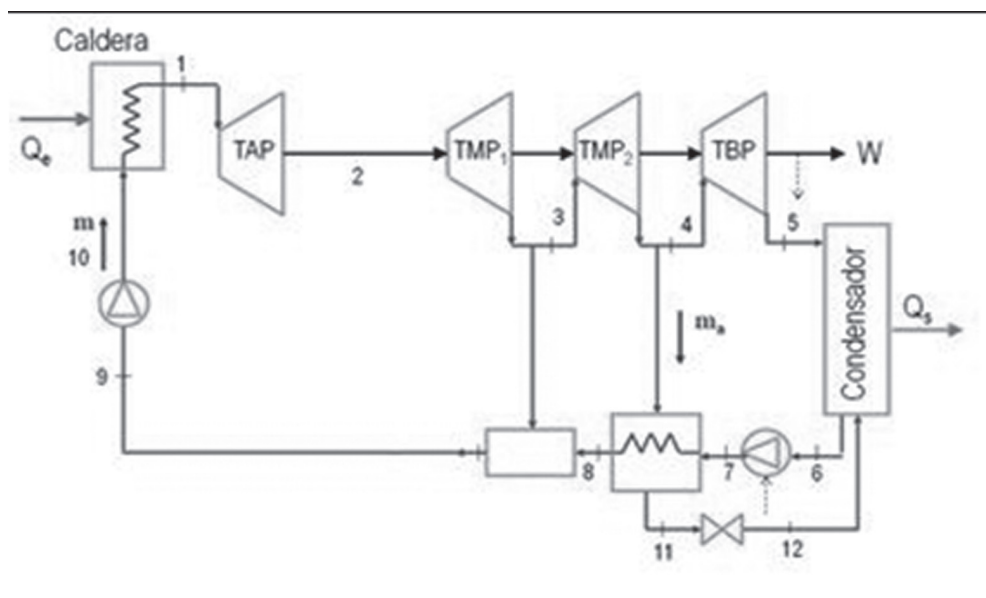 Caldera
1
Qe
TAP
2
TMP1
TMP2
TBP
W
3
4
5
m
10
ma
Condensador
Qs
9
8
7
6
11
12